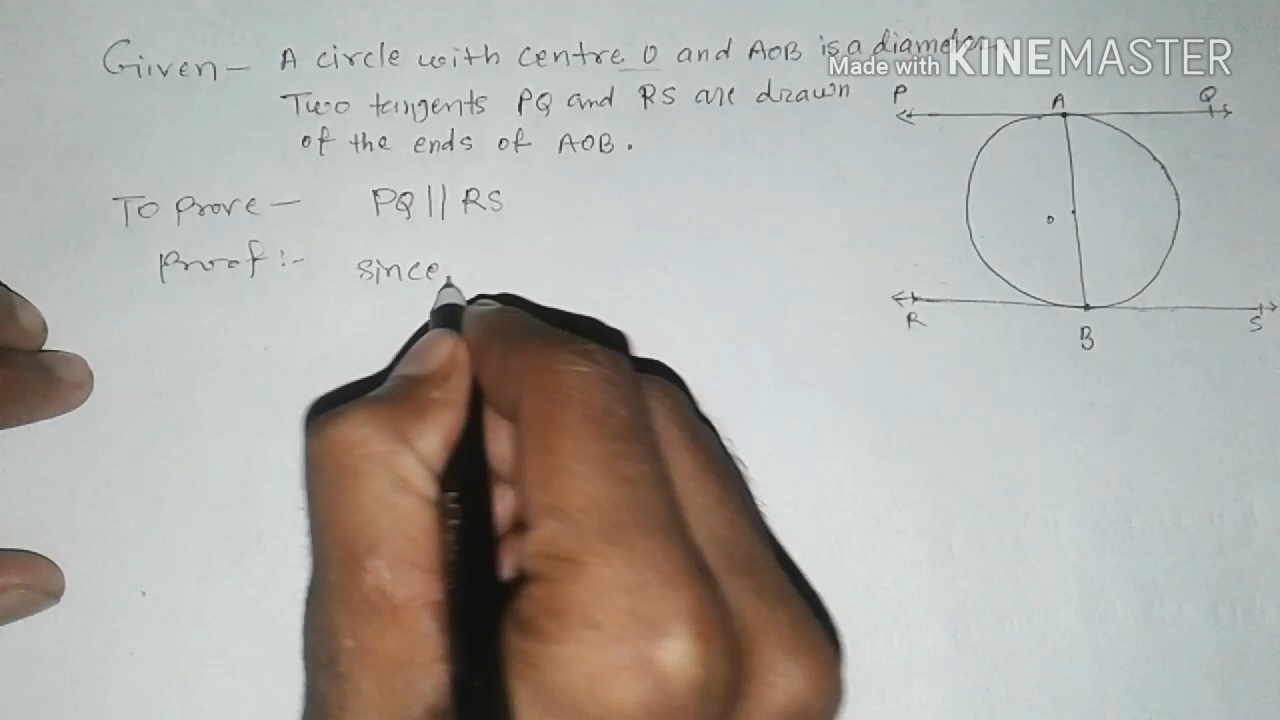 Given - A circle with centre O and AOB is a diameter
Made with KINEMASTER
Two tangents PQ and RS are drawn
of the ends of AOB.
To prove - PQ || RS
Proof :- since
P A Q
O
R B S